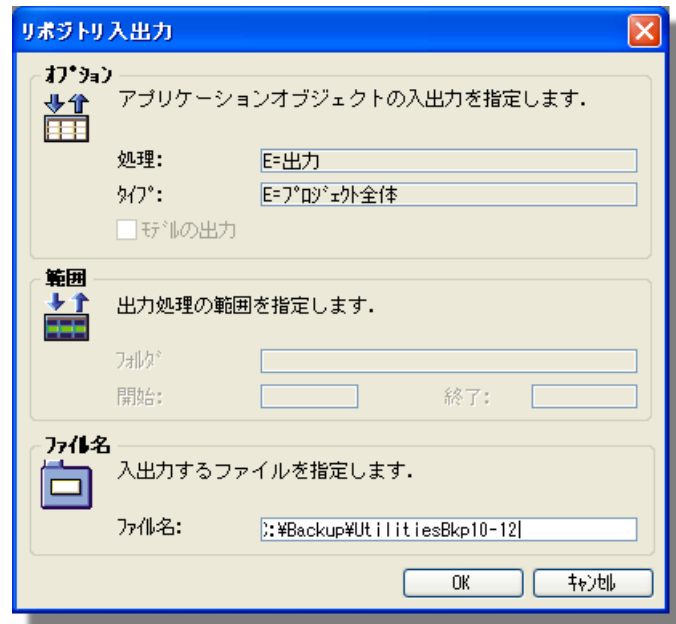 リポジトリ入出力
オプション
アプリケーションオブジェクトの入出力を指定します.
処理: E=出力
タイプ: E=プロジェクト全体
モデルの出力
範囲
出力処理の範囲を指定します.
フォルダ
開始: 終了:
ファイル名
入出力するファイルを指定します.
ファイル名: :¥Backup¥UtilitiesBkp10-12
OK キャンセル